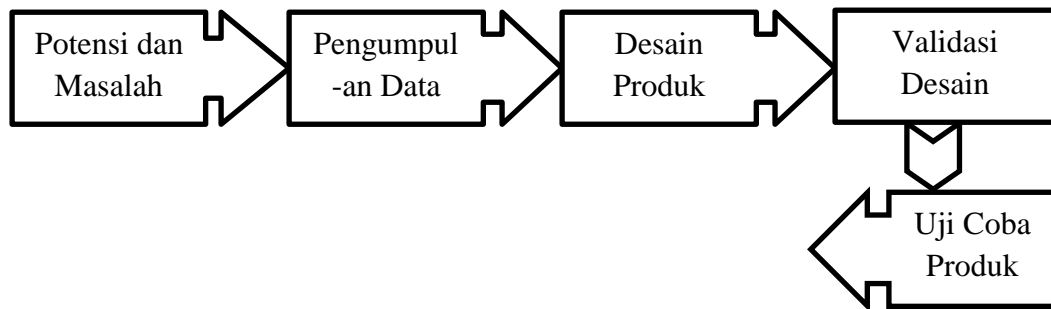 Potensi dan
Masalah
Pengumpul
-an Data
Desain
Produk
Validasi
Desain
Uji Coba
Produk